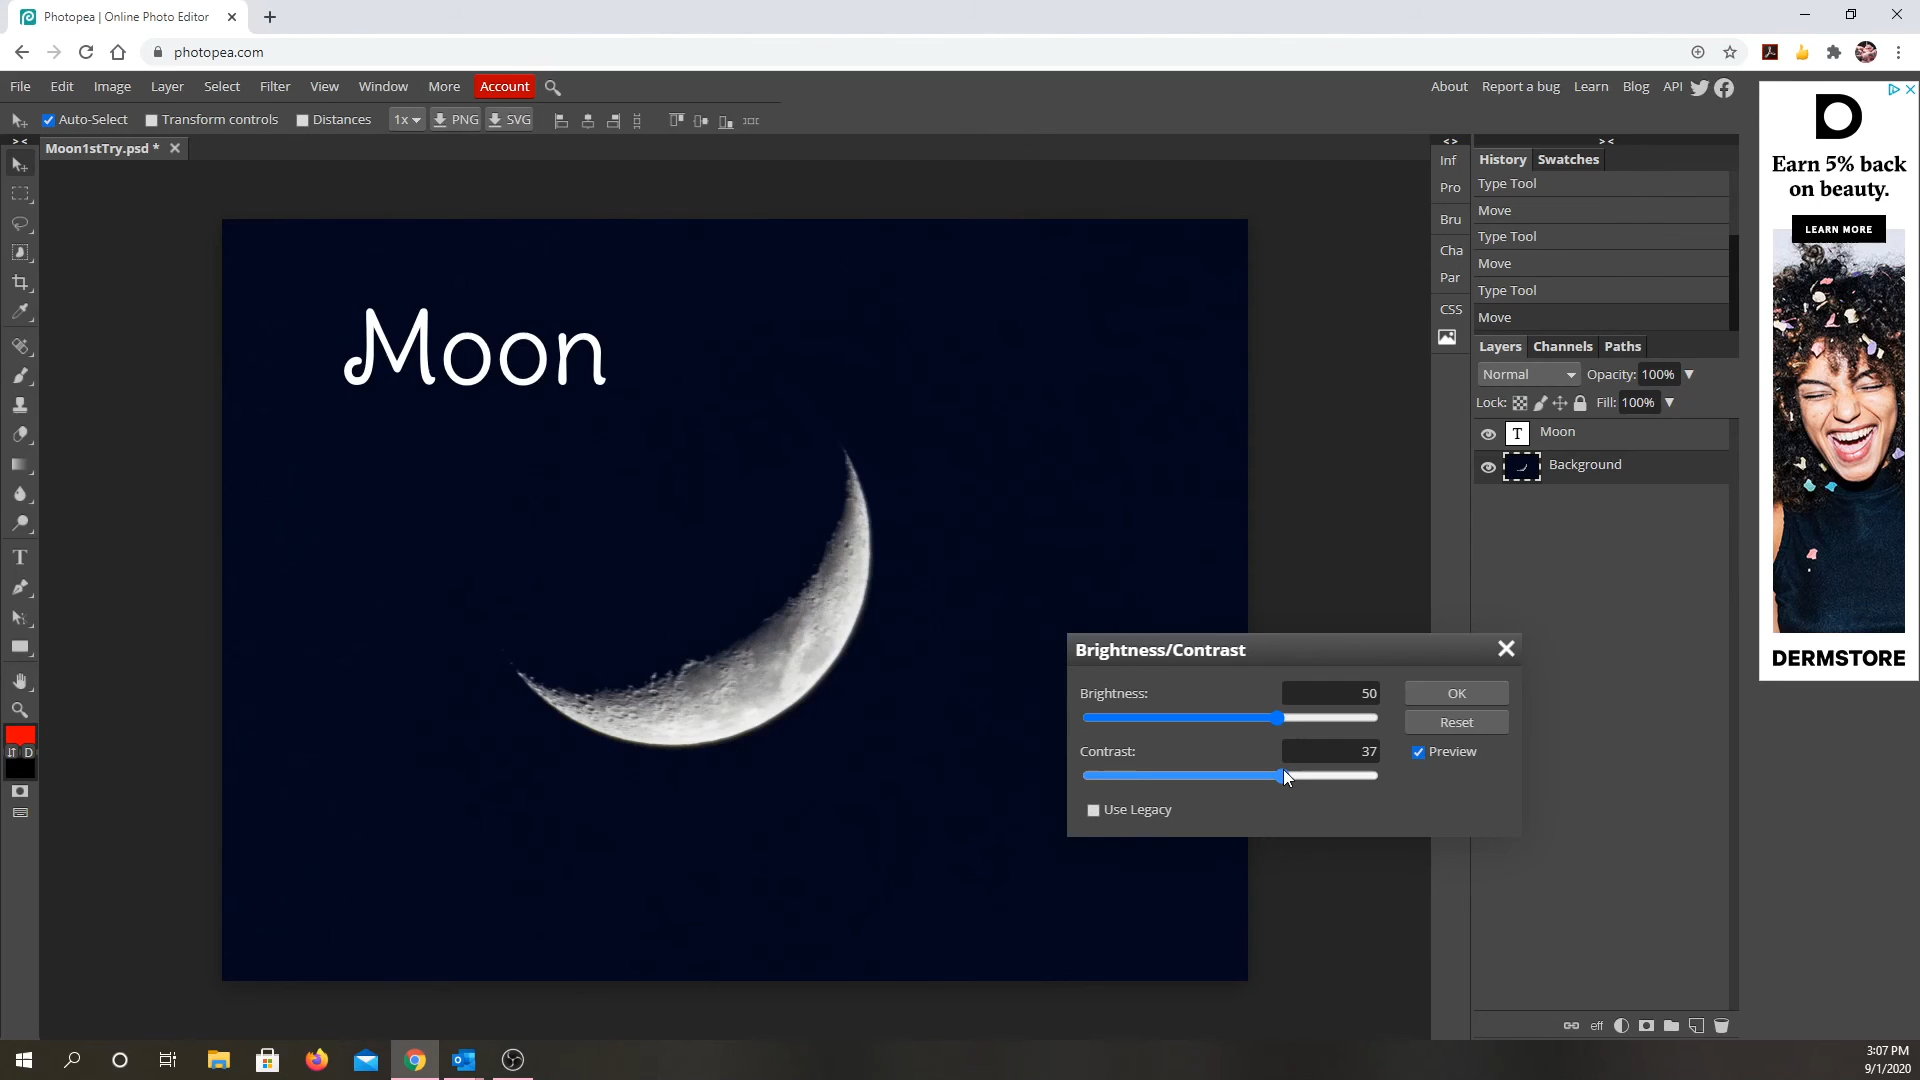 Photopea | Online Photo Editor
photopea.com
File Edit Image Layer Select Filter View Window More Account
About Report a bug Learn Blog API
Auto-Select Transform controls Distances 1x PNG SVG
Moon1stTry.psd *
Inf
Pro
Bru
Cha
Par
CSS
History Swatches
Type Tool
Move
Type Tool
Move
Type Tool
Move
Layers Channels Paths
Normal Opacity: 100%
Lock: Fill: 100%
T Moon
Background
Moon
Brightness/Contrast
Brightness: 50 OK
Reset
Contrast: 37 Preview
Use Legacy
T
D
eff
Earn 5% back
on beauty.
LEARN MORE
DERMSTORE
3:07 PM
9/1/2020